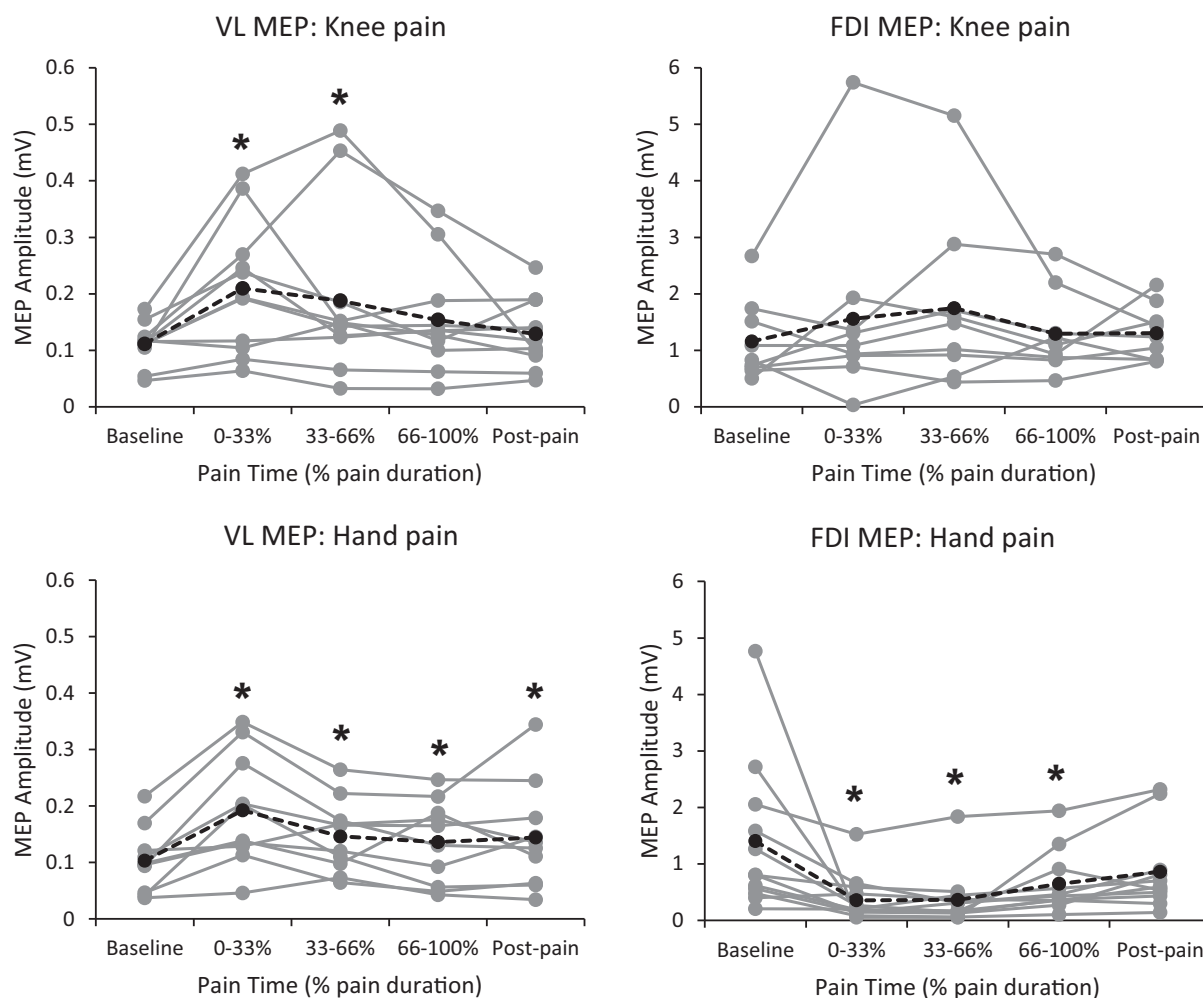 VL MEP: Knee pain
MEP Amplitude (mV)
0.6
0.5
0.4
0.3
0.2
0.1
0
*
*
Baseline 0-33% 33-66% 66-100% Post-pain
Pain Time (% pain duration)
FDI MEP: Knee pain
MEP Amplitude (mV)
6
5
4
3
2
1
0
Baseline 0-33% 33-66% 66-100% Post-pain
Pain Time (% pain duration)
VL MEP: Hand pain
MEP Amplitude (mV)
0.6
0.5
0.4
0.3
0.2
0.1
0
*
*
*
*
Baseline 0-33% 33-66% 66-100% Post-pain
Pain Time (% pain duration)
FDI MEP: Hand pain
MEP Amplitude (mV)
6
5
4
3
2
1
0
*
*
*
Baseline 0-33% 33-66% 66-100% Post-pain
Pain Time (% pain duration)